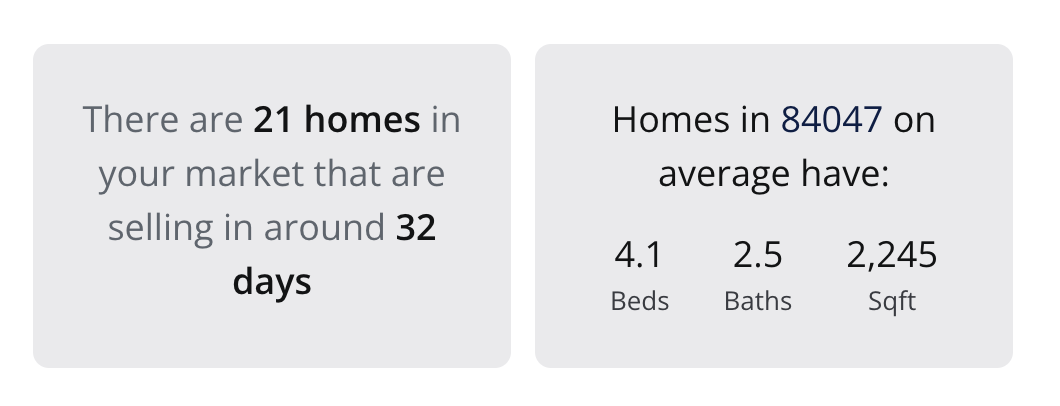 There are 21 homes in
your market that are
selling in around 32
days
Homes in 84047 on
average have:
4.1 2.5 2,245
Beds Baths Sqft